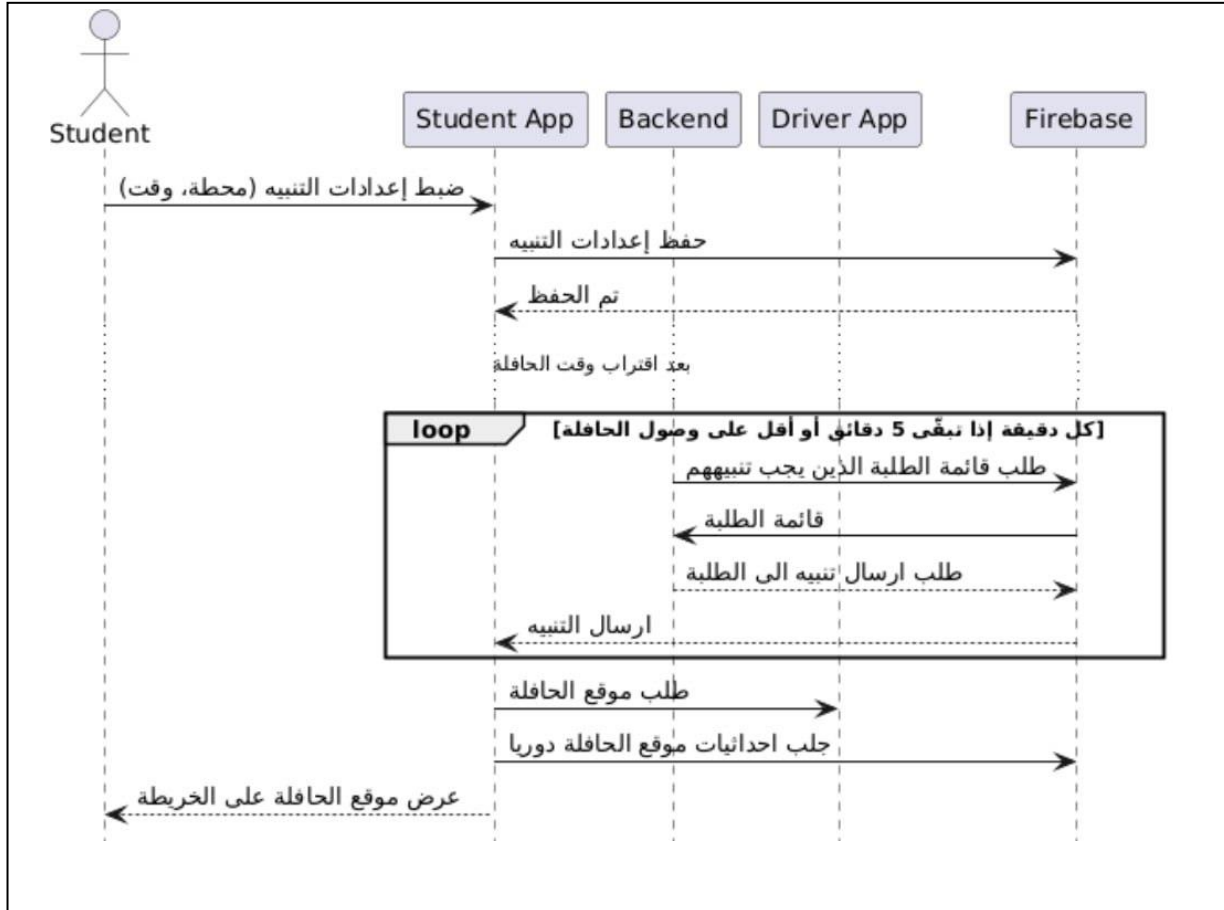 Student
Student App
Backend
Driver App
Firebase
ضبط إعدادات التنبيه (محطة، وقت)
حفظ إعدادات التنبيه
تم الحفظ
بعد اقتراب وقت الحافلة
loop
[كل دقيقة إذا تبقّى 5 دقائق أو أقل على وصول الحافلة]
طلب قائمة الطلبة الذين يجب تنبيههم
قائمة الطلبة
طلب ارسال تنبيه الى الطلبة
ارسال التنبيه
طلب موقع الحافلة
جلب احداثيات موقع الحافلة دوريا
عرض موقع الحافلة على الخريطة